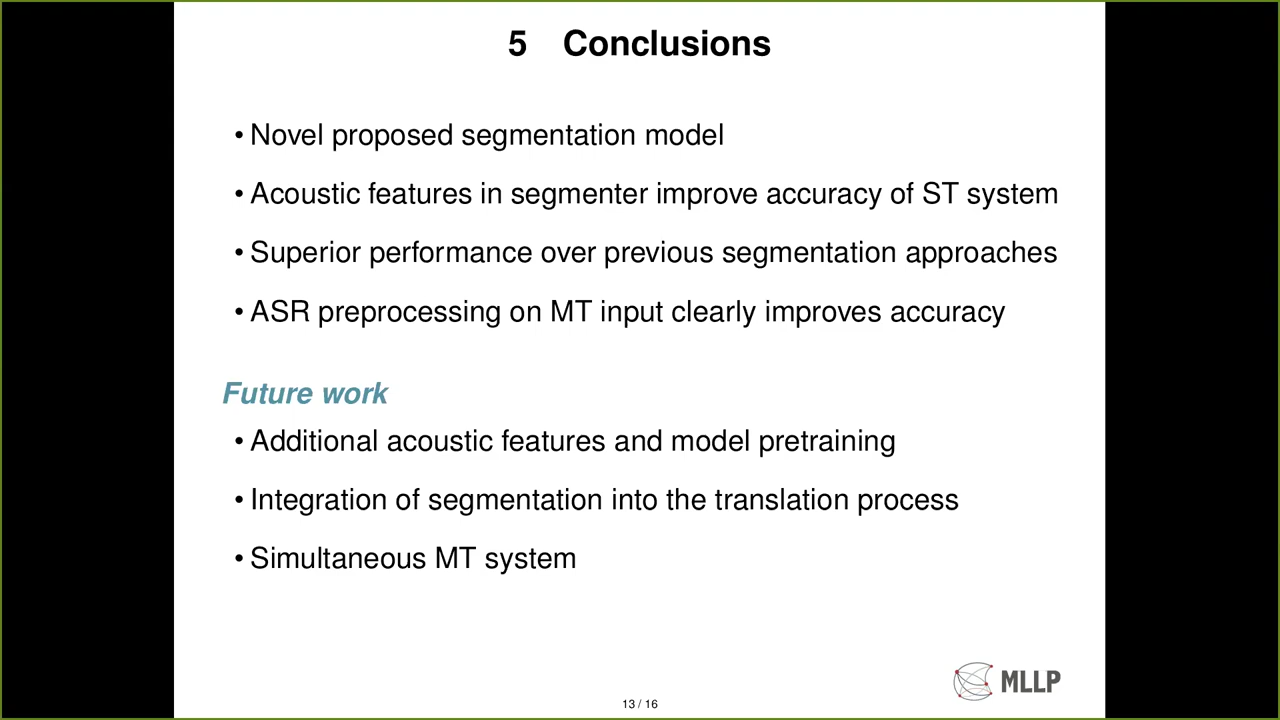 5 Conclusions
• Novel proposed segmentation model
• Acoustic features in segmenter improve accuracy of ST system
• Superior performance over previous segmentation approaches
• ASR preprocessing on MT input clearly improves accuracy
Future work
• Additional acoustic features and model pretraining
• Integration of segmentation into the translation process
• Simultaneous MT system
MLLP
13 / 16